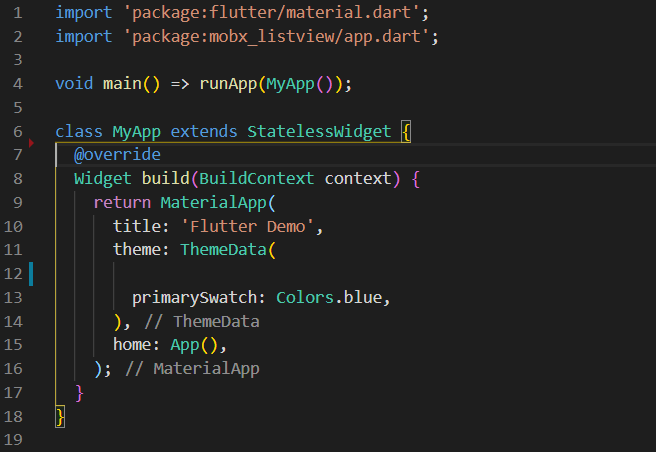 1 import 'package:flutter/material.dart';
2 import 'package:mobx_listview/app.dart';
3
4 void main() => runApp(MyApp());
5
6 class MyApp extends StatelessWidget {
7   @override
8   Widget build(BuildContext context) {
9     return MaterialApp(
10       title: 'Flutter Demo',
11       theme: ThemeData(
12
13         primarySwatch: Colors.blue,
14       ), // ThemeData
15       home: App(),
16     ); // MaterialApp
17   }
18 }
19